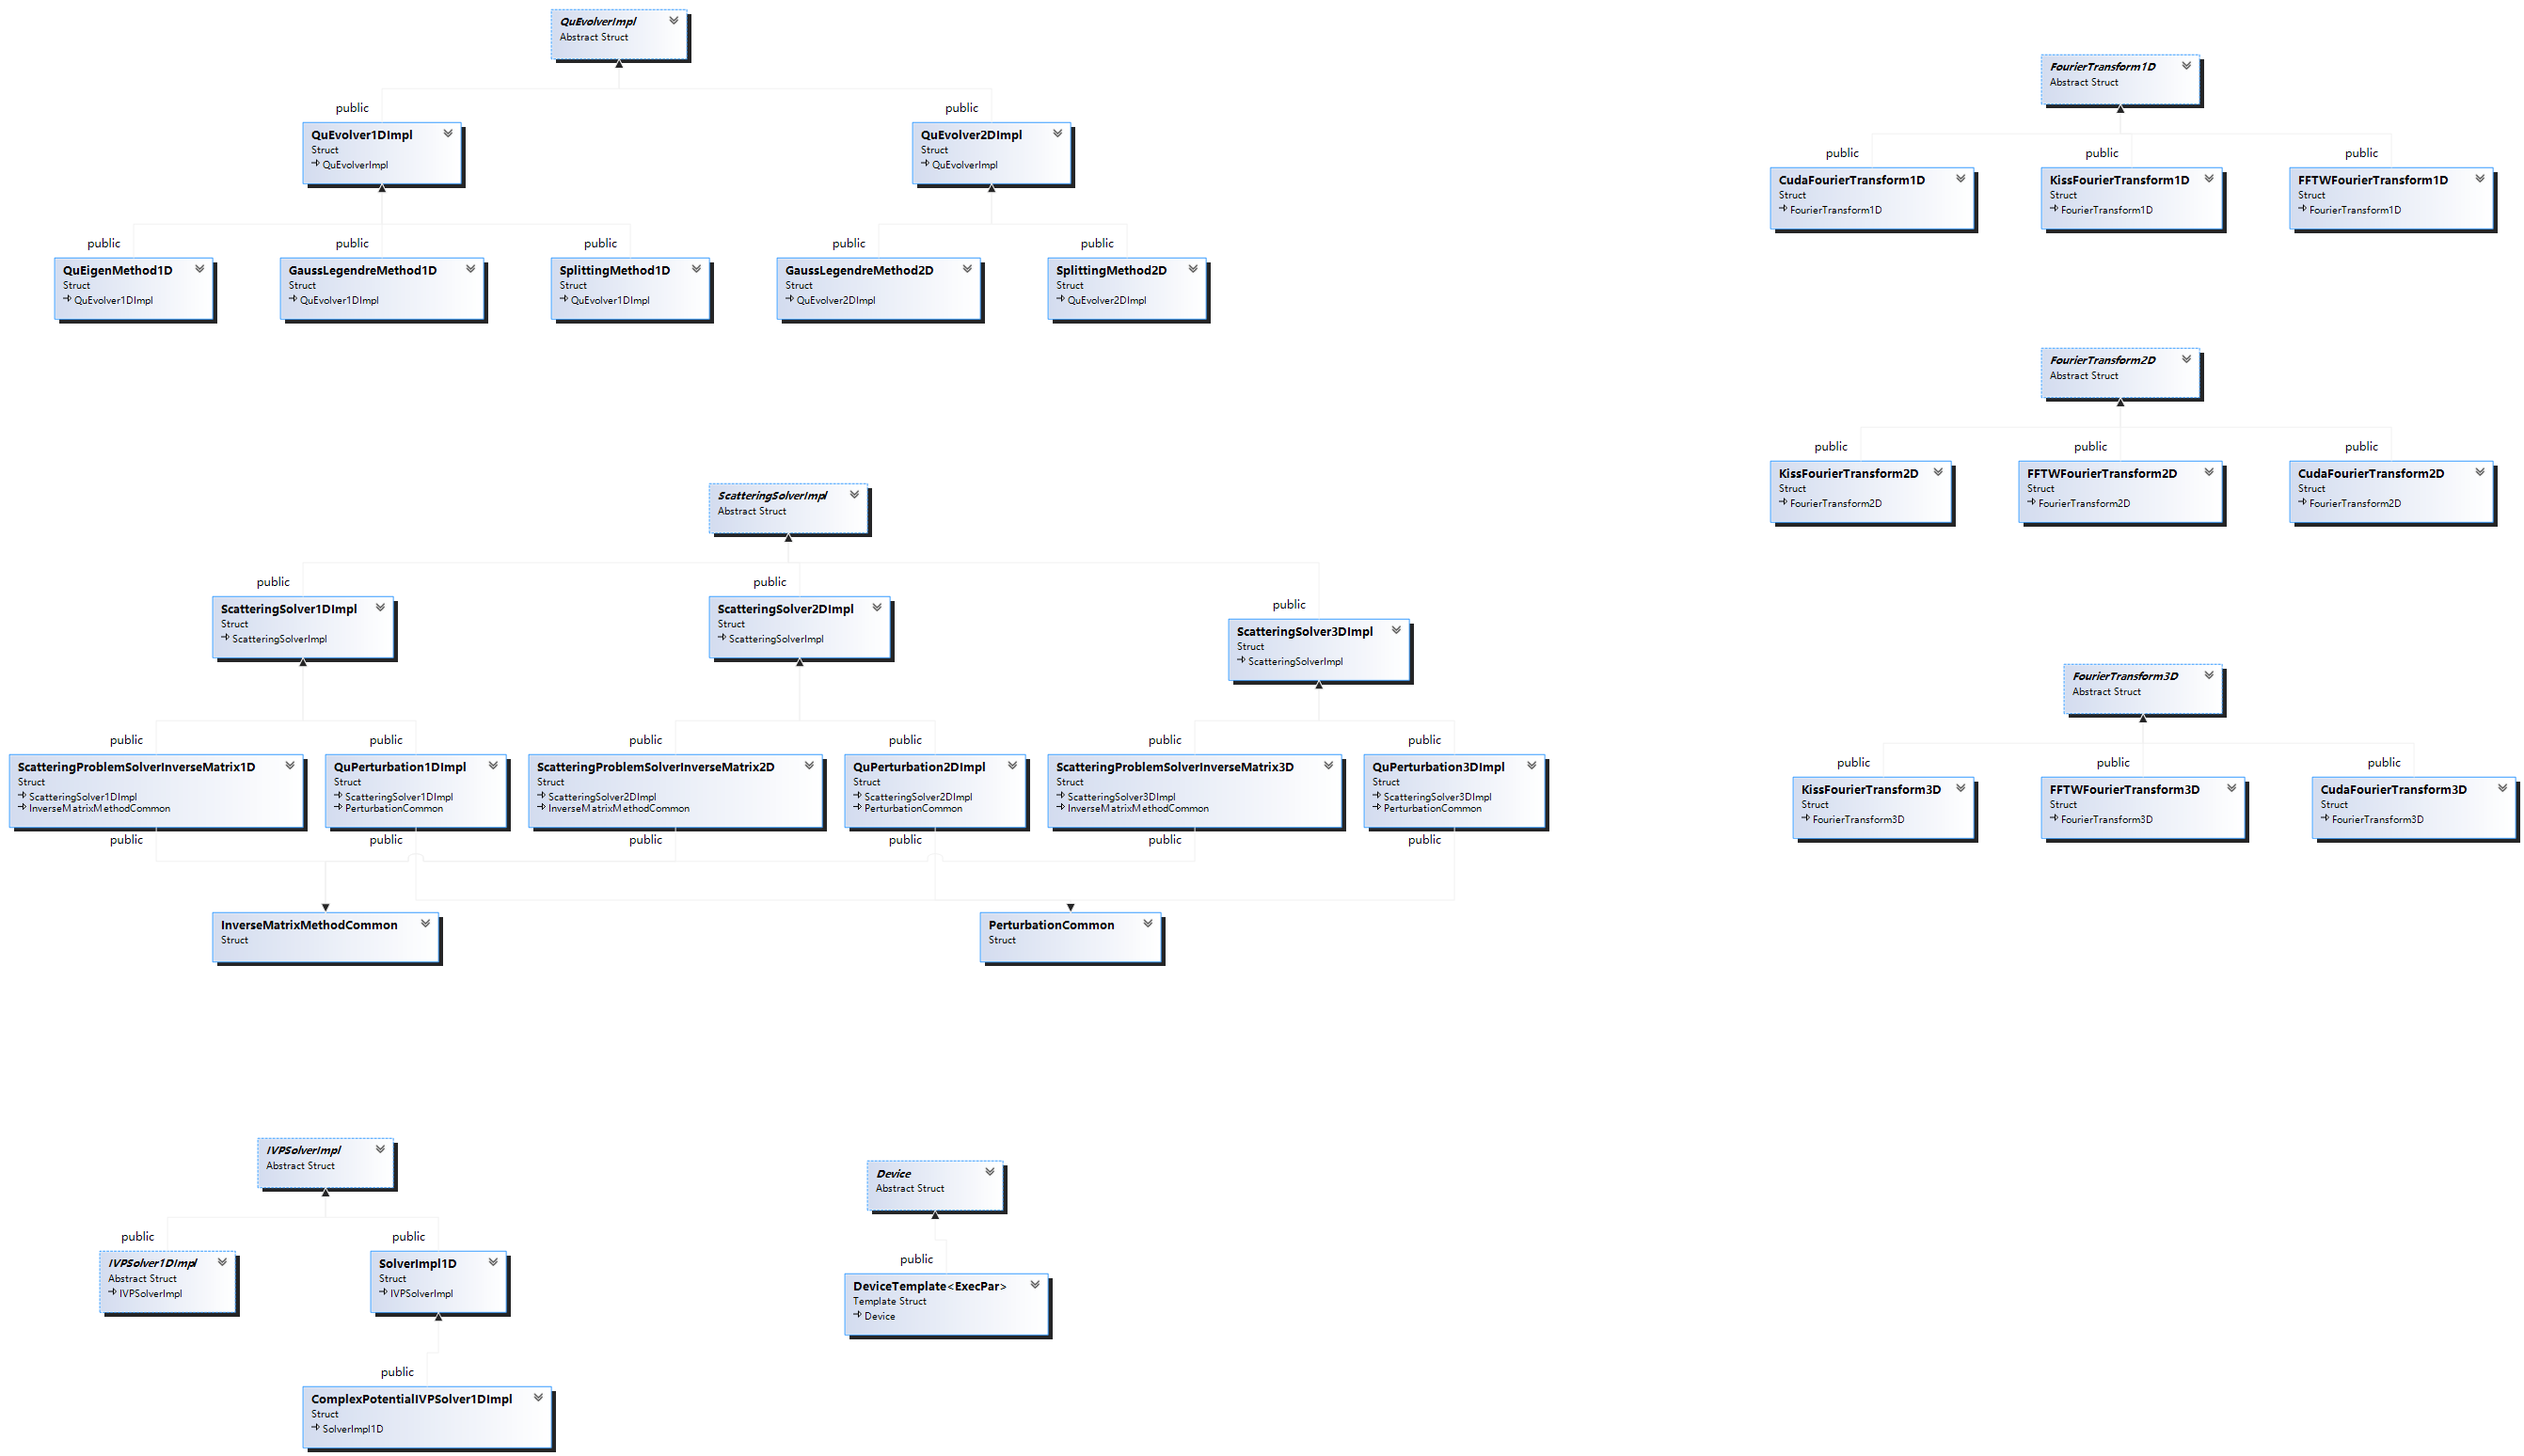 QuEvolverImpl
Abstract Struct
public
public
QuEvolver1DImpl
Struct
QuEvolverImpl
QuEvolver2DImpl
Struct
QuEvolverImpl
public
public
public
public
public
QuEigenMethod1D
Struct
QuEvolver1DImpl
GaussLegendreMethod1D
Struct
QuEvolver1DImpl
SplittingMethod1D
Struct
QuEvolver1DImpl
GaussLegendreMethod2D
Struct
QuEvolver2DImpl
SplittingMethod2D
Struct
QuEvolver2DImpl
FourierTransform1D
Abstract Struct
public
public
public
CudaFourierTransform1D
Struct
FourierTransform1D
KissFourierTransform1D
Struct
FourierTransform1D
FFTWFourierTransform1D
Struct
FourierTransform1D
FourierTransform2D
Abstract Struct
public
public
public
KissFourierTransform2D
Struct
FourierTransform2D
FFTWFourierTransform2D
Struct
FourierTransform2D
CudaFourierTransform2D
Struct
FourierTransform2D
ScatteringSolverImpl
Abstract Struct
public
public
public
ScatteringSolver1DImpl
Struct
ScatteringSolverImpl
ScatteringSolver2DImpl
Struct
ScatteringSolverImpl
ScatteringSolver3DImpl
Struct
ScatteringSolverImpl
public
public
public
public
public
public
ScatteringProblemSolverInverseMatrix1D
Struct
ScatteringSolver1DImpl
InverseMatrixMethodCommon
QuPerturbation1DImpl
Struct
ScatteringSolver1DImpl
PerturbationCommon
ScatteringProblemSolverInverseMatrix2D
Struct
ScatteringSolver2DImpl
InverseMatrixMethodCommon
QuPerturbation2DImpl
Struct
ScatteringSolver2DImpl
PerturbationCommon
ScatteringProblemSolverInverseMatrix3D
Struct
ScatteringSolver3DImpl
InverseMatrixMethodCommon
QuPerturbation3DImpl
Struct
ScatteringSolver3DImpl
PerturbationCommon
public
public
public
public
public
public
InverseMatrixMethodCommon
Struct
PerturbationCommon
Struct
FourierTransform3D
Abstract Struct
public
public
public
KissFourierTransform3D
Struct
FourierTransform3D
FFTWFourierTransform3D
Struct
FourierTransform3D
CudaFourierTransform3D
Struct
FourierTransform3D
IVPSolverImpl
Abstract Struct
public
public
IVPSolver1DImpl
Abstract Struct
IVPSolverImpl
SolverImpl1D
Struct
IVPSolverImpl
public
ComplexPotentialIVPSolver1DImpl
Struct
SolverImpl1D
Device
Abstract Struct
public
DeviceTemplate<ExecPar>
Template Struct
Device